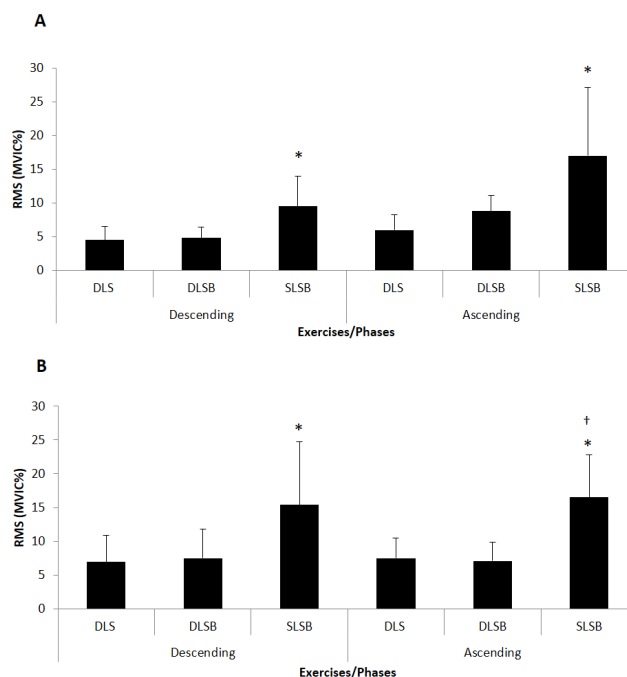 A
RMS (MVIC%)
30
25
20
15
10
5
0
*
*
DLS DLSB SLSB DLS DLSB SLSB
Descending Ascending
Exercises/Phases
B
RMS (MVIC%)
30
25
20
15
10
5
0
*
†
*
DLS DLSB SLSB DLS DLSB SLSB
Descending Ascending
Exercises/Phases